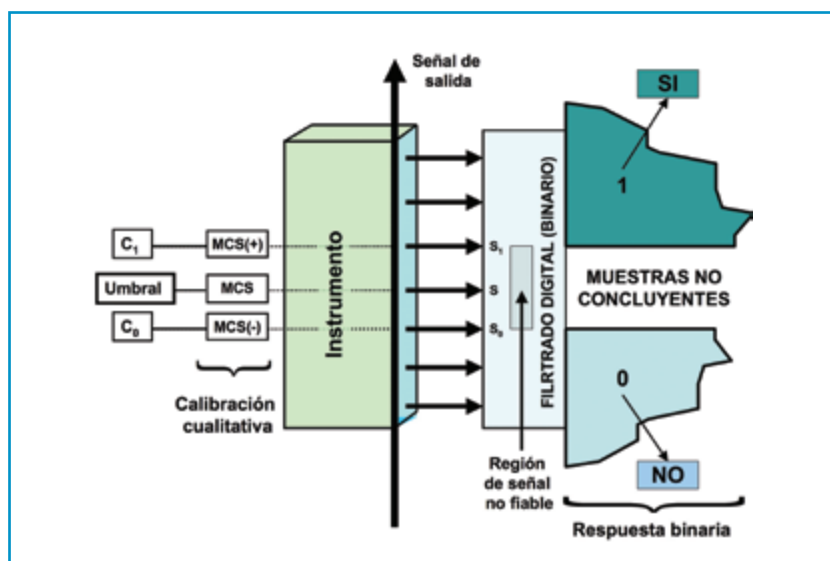 Señal de
salida
SI
1
C1
MCS(+)
S1
Umbral
MCS
S
C0
MCS(-)
S0
Instrumento
FILRTRADO DIGITAL (BINARIO)
MUESTRAS NO
CONCLUYENTES
0
Calibración
cualitativa
Región
de señal
no fiable
NO
Respuesta binaria